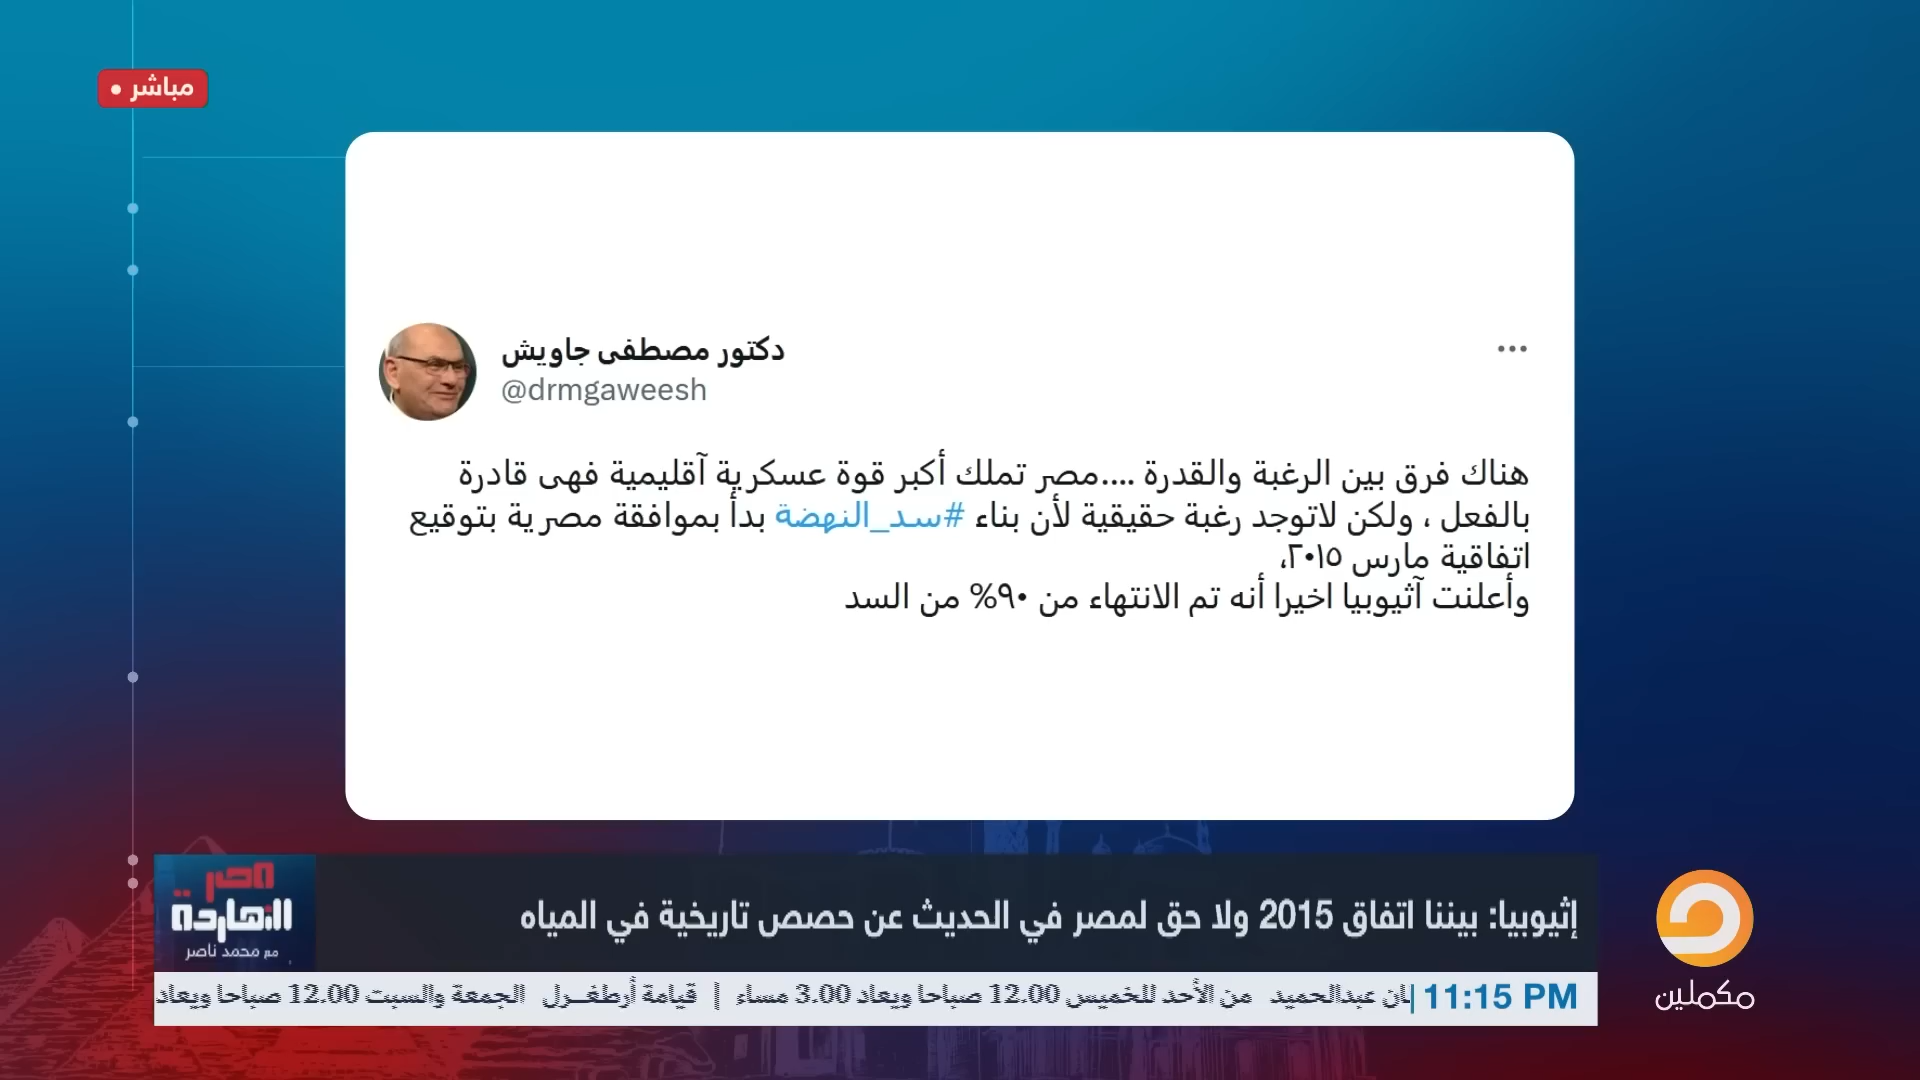 مباشر
دكتور مصطفى جاويش
@drmgaweesh
هناك فرق بين الرغبة والقدرة ....مصر تملك أكبر قوة عسكرية آقليمية فهى قادرة
بالفعل ، ولكن لاتوجد رغبة حقيقية لأن بناء #سد_النهضة بدأ بموافقة مصرية بتوقيع
اتفاقية مارس ٢٠١٥،
وأعلنت آثيوبيا اخيرا أنه تم الانتهاء من ٩٠% من السد
مصر
النهاردة
مع محمد ناصر
إثيوبيا: بيننا اتفاق 2015 ولا حق لمصر في الحديث عن حصص تاريخية في المياه
11:15 PM
عبدالحميد من الأحد للخميس 12.00 صباحا ويعاد 3.00 مساء | قيامة أرطغــرل الجمعة والسبت 12.00 صباحا ويعاد
مكملين